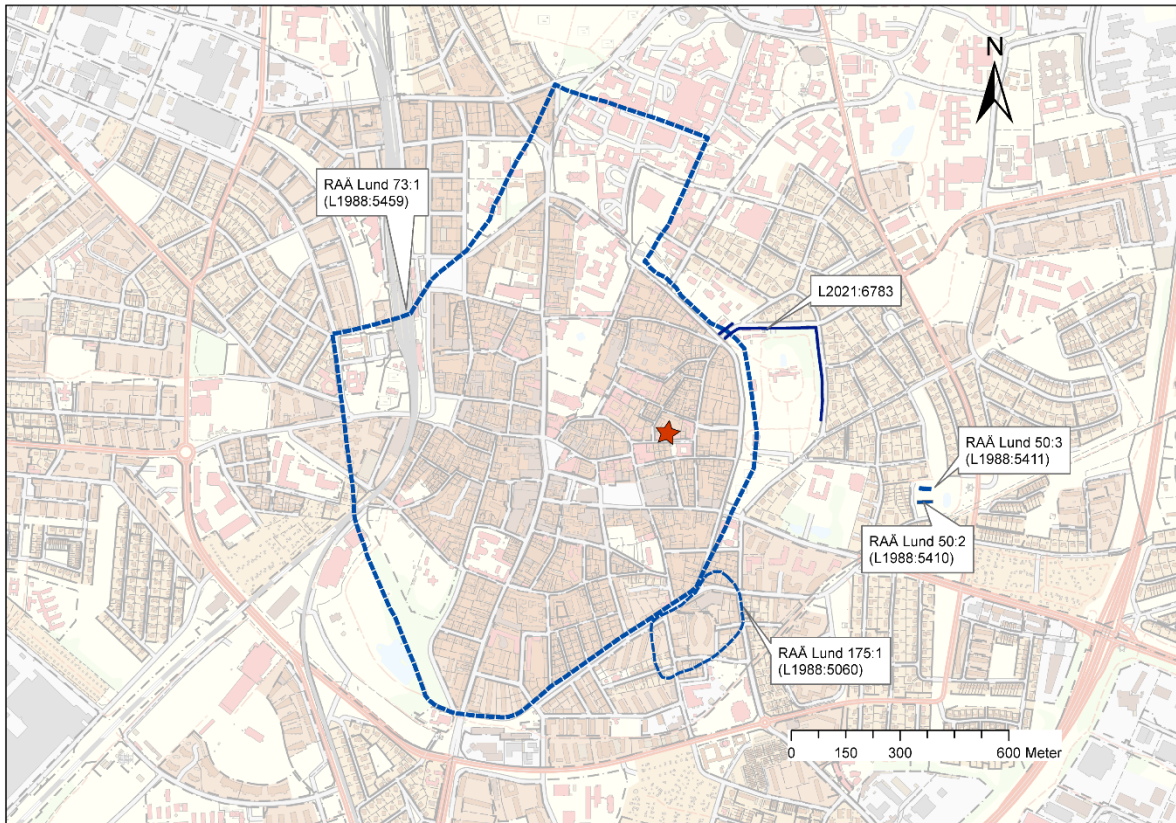 N
RAÄ Lund 73:1
(L1988:5459)
L2021:6783
RAÄ Lund 50:3
(L1988:5411)
RAÄ Lund 50:2
(L1988:5410)
RAÄ Lund 175:1
(L1988:5060)
0 150 300 600 Meter